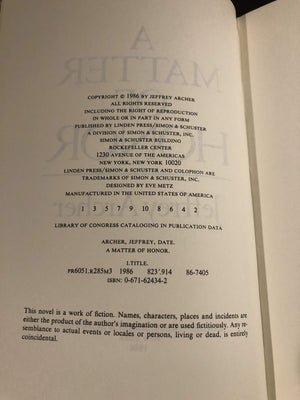 COPYRIGHT © 1986 BY JEFFREY ARCHER
ALL RIGHTS RESERVED
INCLUDING THE RIGHT OF REPRODUCTION
IN WHOLE OR IN PART IN ANY FORM
PUBLISHED BY LINDEN PRESS/SIMON & SCHUSTER
A DIVISION OF SIMON & SCHUSTER, INC.
SIMON & SCHUSTER BUILDING
ROCKEFELLER CENTER
1230 AVENUE OF THE AMERICAS
NEW YORK, NEW YORK 10020
LINDEN PRESS/SIMON & SCHUSTER AND COLOPHON ARE
TRADEMARKS OF SIMON & SCHUSTER, INC.
DESIGNED BY EVE METZ
MANUFACTURED IN THE UNITED STATES OF AMERICA
1 3 5 7 9 10 8 6 4 2
LIBRARY OF CONGRESS CATALOGING IN PUBLICATION DATA
ARCHER, JEFFREY, DATE.
A MATTER OF HONOR.
I.TITLE.
PR6051.R285M3 1986 823'.914 86-7405
ISBN: 0-671-62434-2
This novel is a work of fiction. Names, characters, places and incidents are
either the product of the author's imagination or are used fictitiously. Any re-
semblance to actual events or locales or persons, living or dead, is entirely
coincidental.